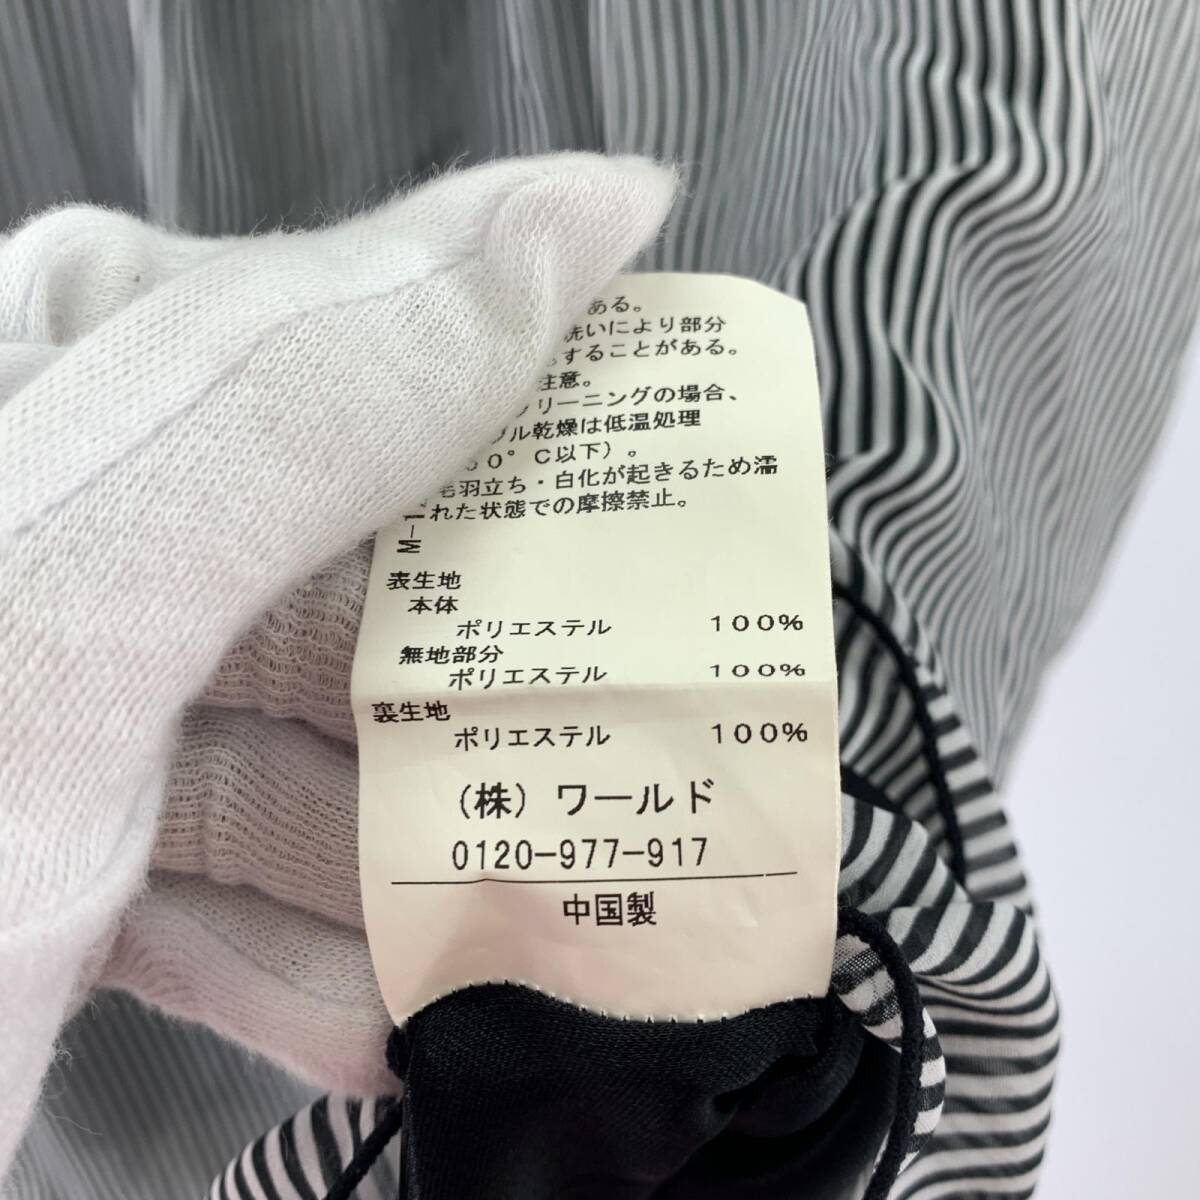 ある。
洗いにより部分
することがある。
注意。
リーニングの場合、
ブル乾燥は低温処理
0°C以下)。
毛羽立ち・白化が起きるため濡
れた状態での摩擦禁止。
表生地
本体
ポリエステル 100%
無地部分
ポリエステル 100%
裏生地
ポリエステル 100%
(株)ワールド
0120-977-917
中国製